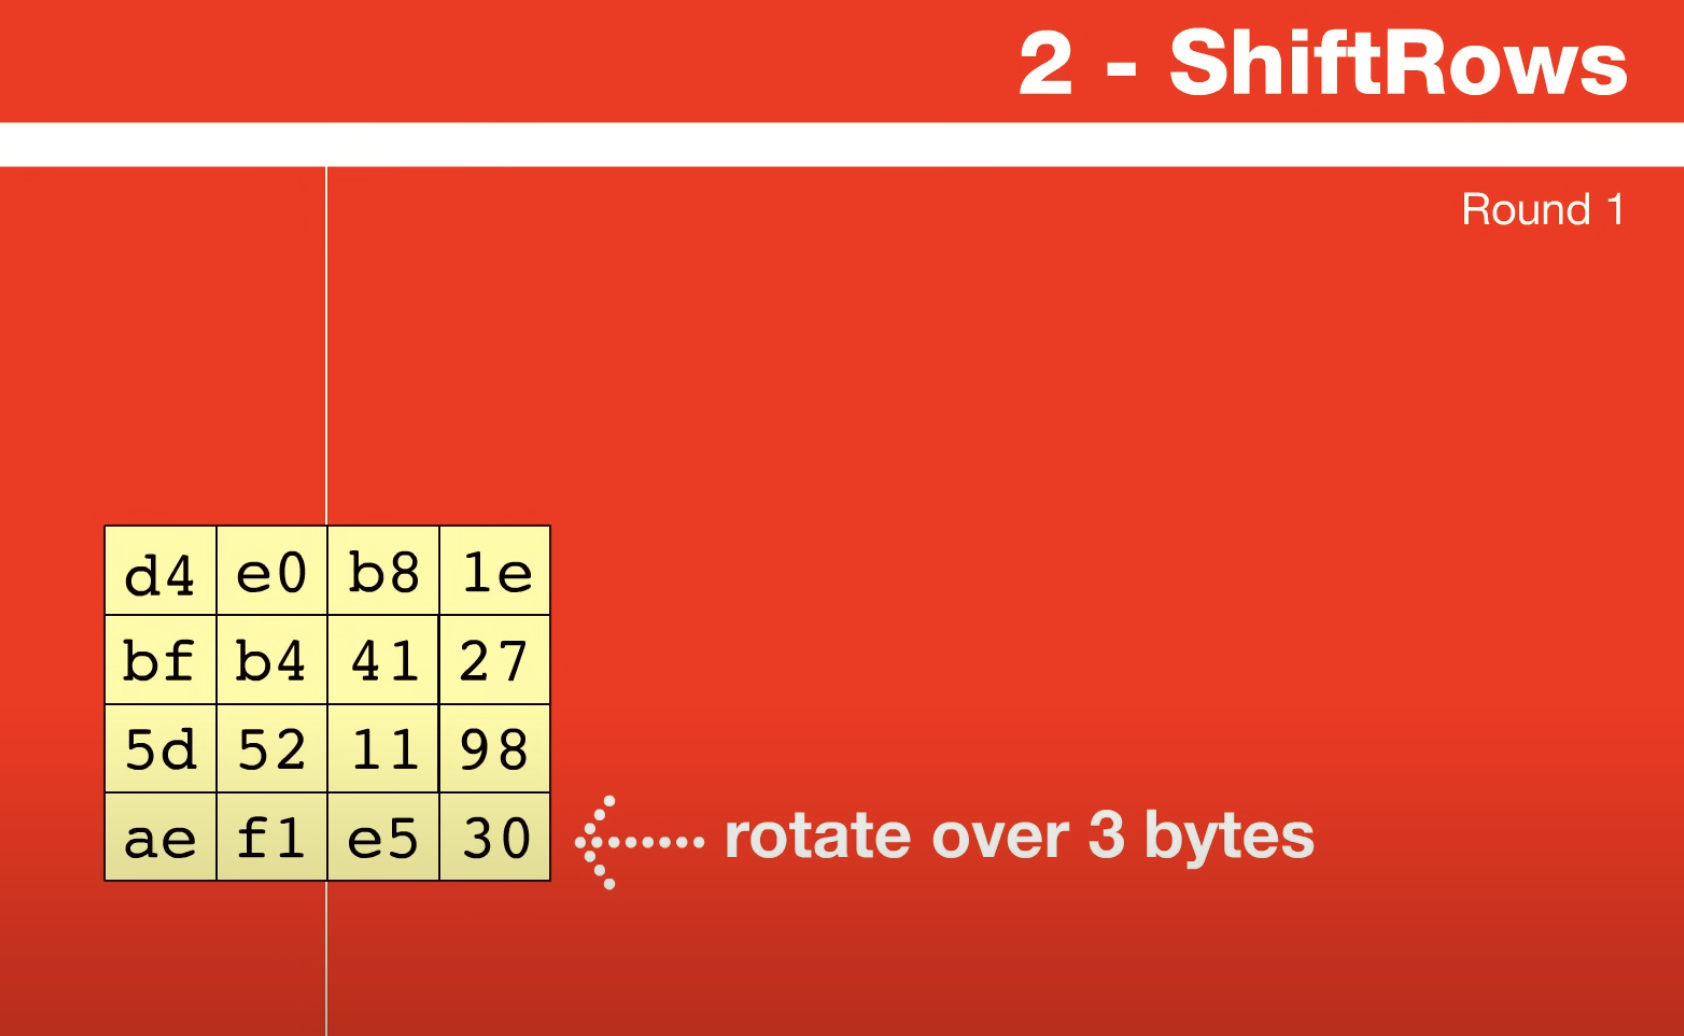 2 - ShiftRows
Round 1
d4 e0 b8 1e
bf b4 41 27
5d 52 11 98
ae f1 e5 30 rotate over 3 bytes